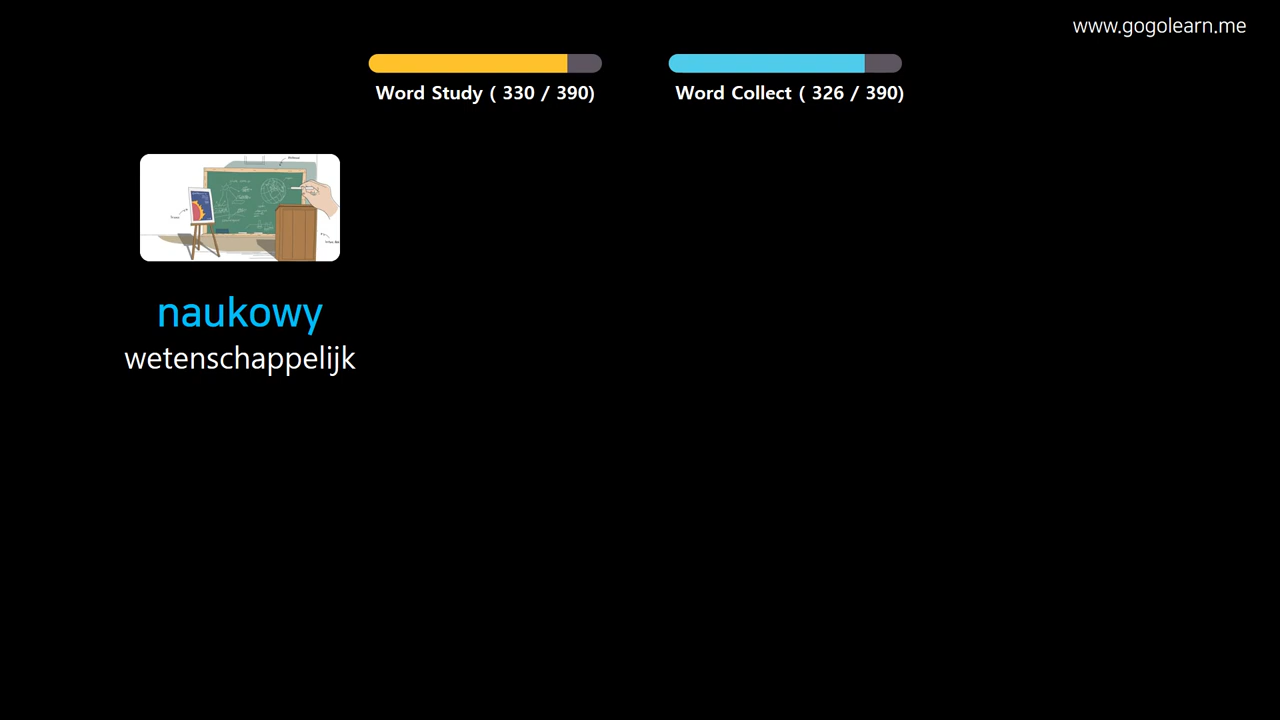 www.gogolearn.me
Word Study ( 330 / 390)
Word Collect ( 326 / 390)
naukowy
wetenschappelijk